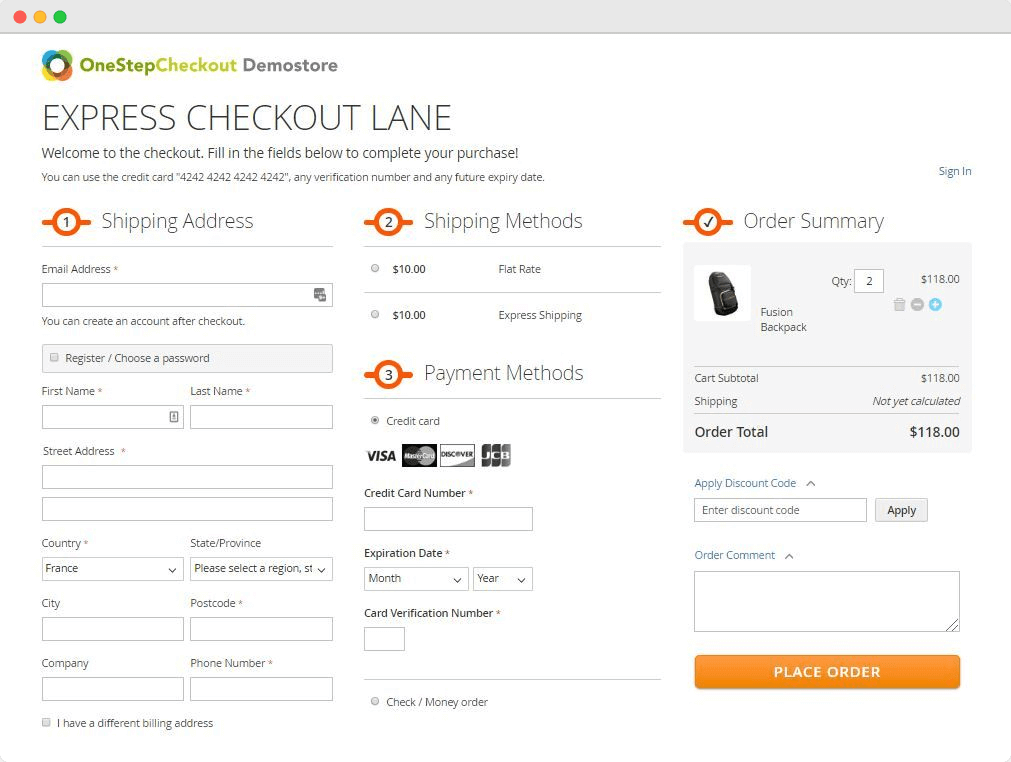 OneStepCheckout Demostore
EXPRESS CHECKOUT LANE
Welcome to the checkout. Fill in the fields below to complete your purchase!
You can use the credit card "4242 4242 4242 4242", any verification number and any future expiry date.
Sign In
1 Shipping Address
Email Address *
You can create an account after checkout.
Register / Choose a password
First Name *
Last Name *
Street Address *
Country *
State/Province
France
Please select a region, st
City
Postcode *
Company
Phone Number *
I have a different billing address
2 Shipping Methods
$10.00 Flat Rate
$10.00 Express Shipping
3 Payment Methods
Credit card
VISA MasterCard DISCOVER JCB
Credit Card Number *
Expiration Date *
Month
Year
Card Verification Number *
Check / Money order
Order Summary
Qty: 2 $118.00
Fusion
Backpack
Cart Subtotal $118.00
Shipping Not yet calculated
Order Total $118.00
Apply Discount Code
Enter discount code
Apply
Order Comment
PLACE ORDER